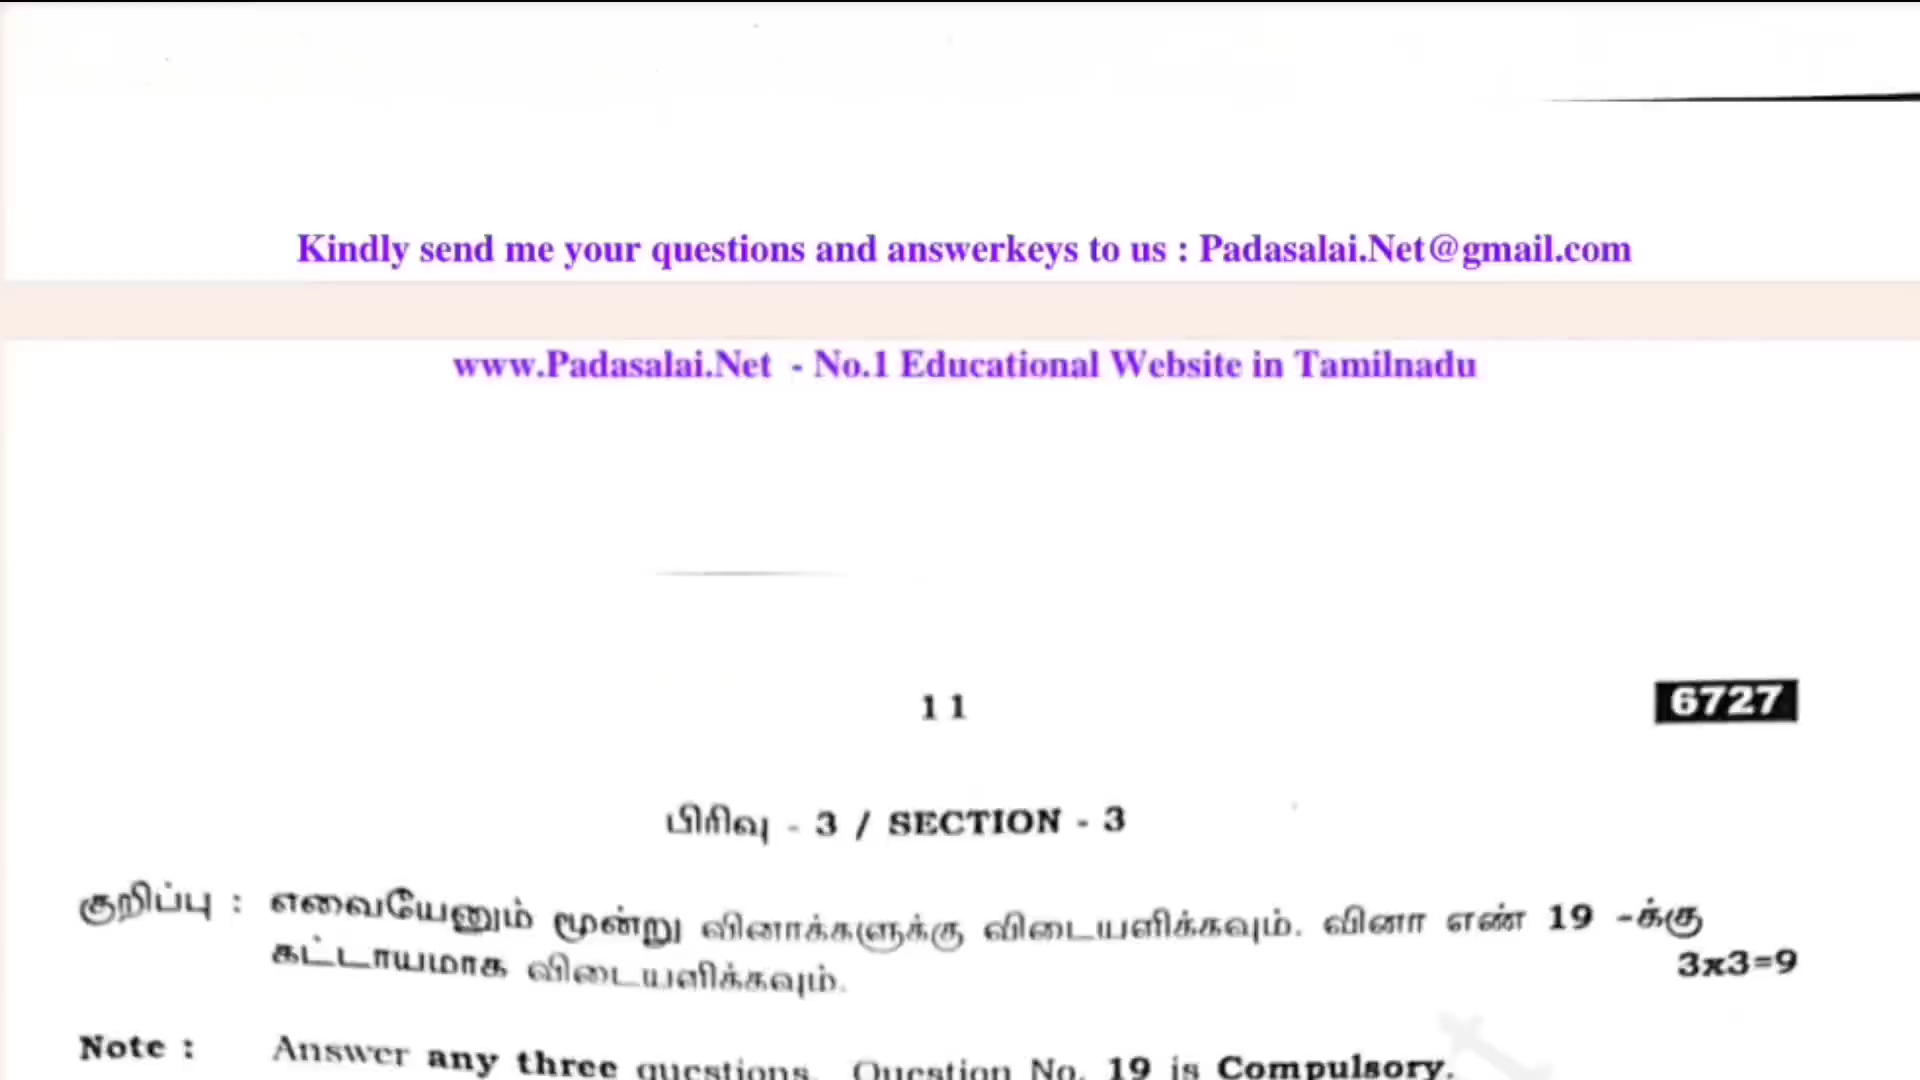 Kindly send me your questions and answerkeys to us : Padasalai.Net@gmail.com
www.Padasalai.Net - No.1 Educational Website in Tamilnadu
11
6727
பிரிவு - 3 / SECTION - 3
குறிப்பு : எவையேனும் மூன்று வினாக்களுக்கு விடையளிக்கவும். வினா எண் 19 -க்கு
கட்டாயமாக விடையளிக்கவும்.
3x3=9
Note : Answer any three questions. Question No. 19 is Compulsory.